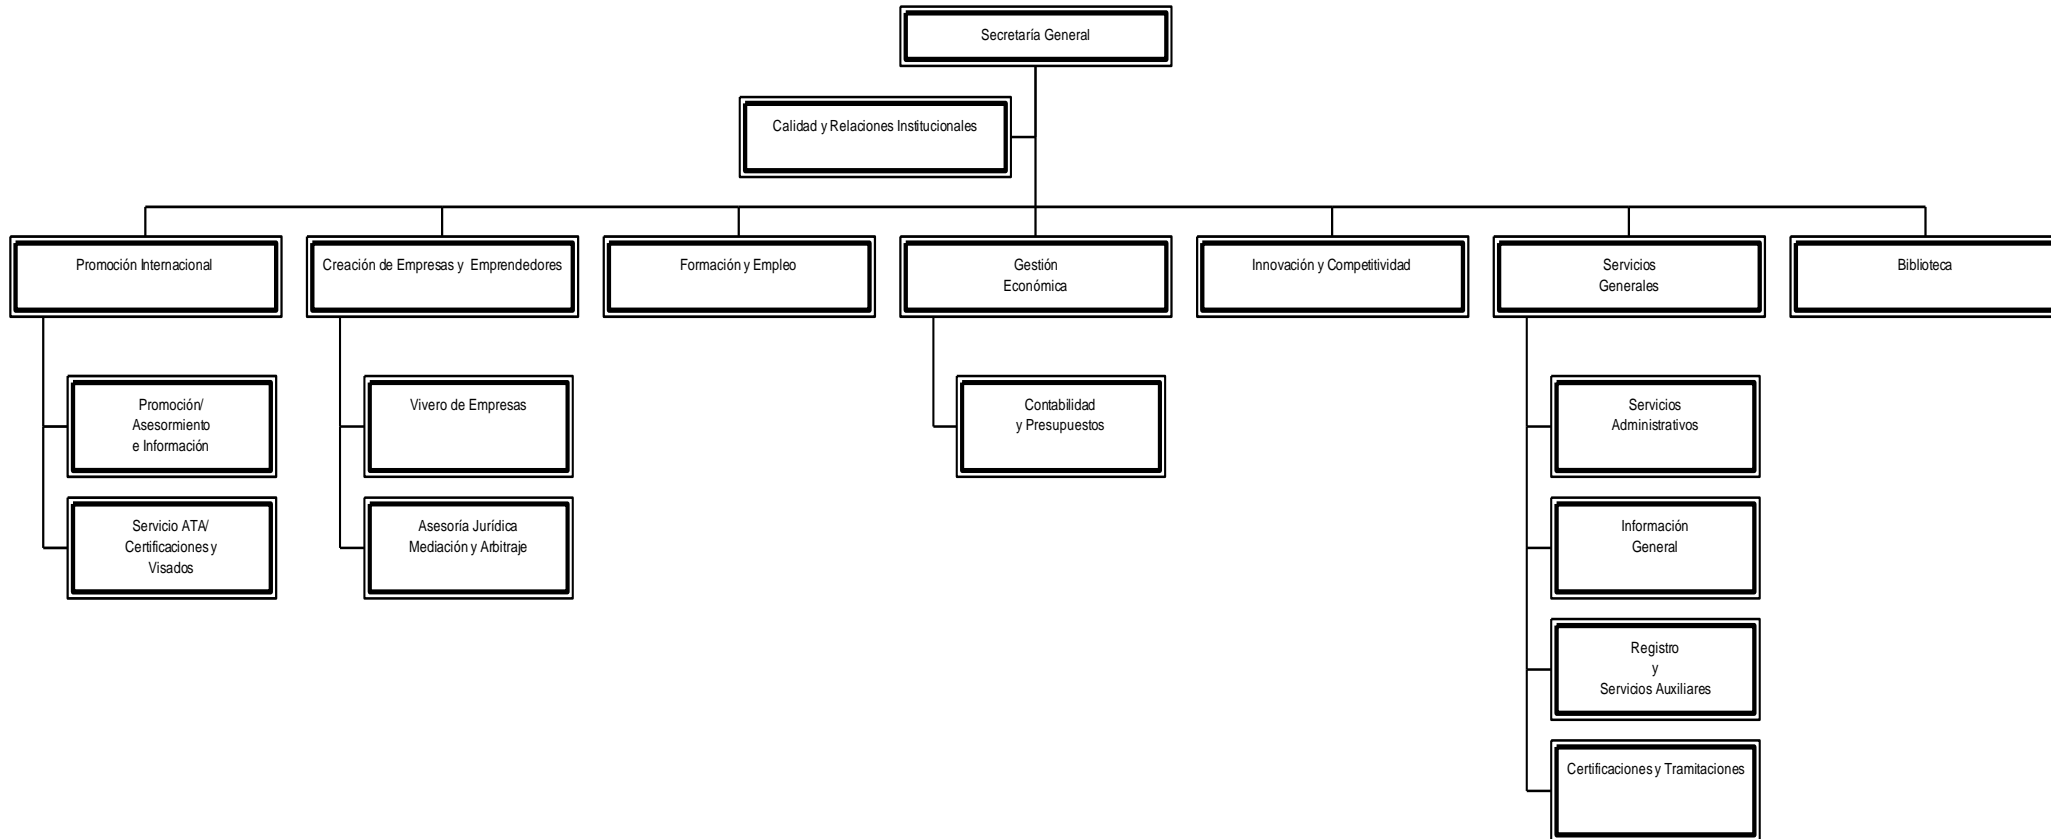 Secretaría General
Calidad y Relaciones Institucionales
Promoción Internacional
Creación de Empresas y Emprendedores
Formación y Empleo
Gestión
Económica
Innovación y Competitividad
Servicios
Generales
Biblioteca
Promoción/
Asesormiento
e Información
Vivero de Empresas
Contabilidad
y Presupuestos
Servicios
Administrativos
Servicio ATA/
Certificaciones y
Visados
Asesoría Jurídica
Mediación y Arbitraje
Información
General
Registro
y
Servicios Auxiliares
Certificaciones y Tramitaciones